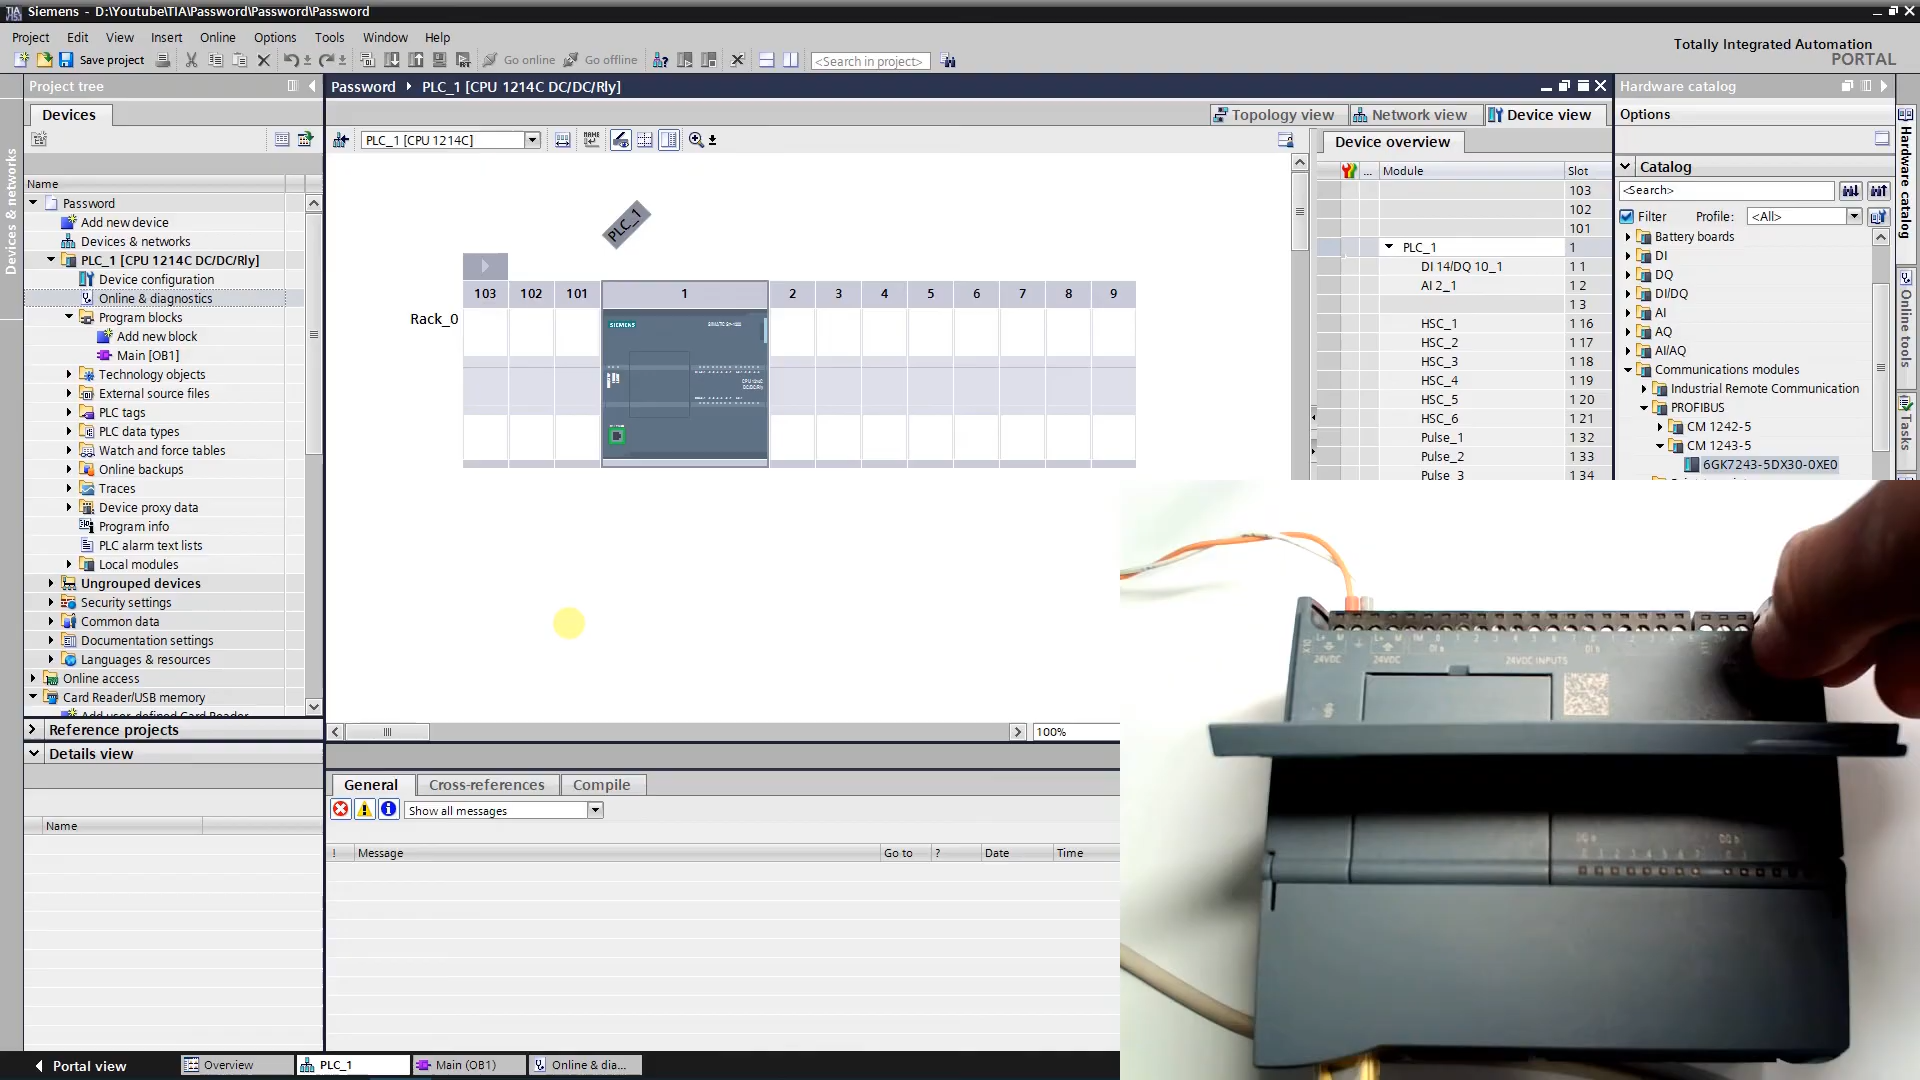 Siemens - D:\Youtube\TIA\Password\Password\Password
Project Edit View Insert Online Options Tools Window Help
Totally Integrated Automation
PORTAL
Save project
Go online
Go offline
<Search in project>
Project tree
Password PLC_1 [CPU 1214C DC/DC/Rly]
Hardware catalog
Devices
Topology view
Network view
Device view
Options
PLC_1 [CPU 1214C]
Device overview
Devices & networks
Name
Password
Add new device
Devices & networks
PLC_1 [CPU 1214C DC/DC/Rly]
Device configuration
Online & diagnostics
Program blocks
Add new block
Main [OB1]
Technology objects
External source files
PLC tags
PLC data types
Watch and force tables
Online backups
Traces
Device proxy data
Program info
PLC alarm text lists
Local modules
Ungrouped devices
Security settings
Common data
Documentation settings
Languages & resources
Online access
Card Reader/USB memory
Reference projects
Details view
Name
PLC_1
103 102 101 1 2 3 4 5 6 7 8 9
Rack_0
SIEMENS
... Module Slot
103
102
101
PLC_1 1
DI 14/DQ 10_1 1 1
AI 2_1 1 2
1 3
HSC_1 1 16
HSC_2 1 17
HSC_3 1 18
HSC_4 1 19
HSC_5 1 20
HSC_6 1 21
Pulse_1 1 32
Pulse_2 1 33
Pulse_3 1 34
Catalog
<Search>
Filter Profile: <All>
Battery boards
DI
DQ
DI/DQ
AI
AQ
AI/AQ
Communications modules
Industrial Remote Communication
PROFIBUS
CM 1242-5
CM 1243-5
6GK7243-5DX30-0XE0
Hardware catalog
Online tools
Tasks
100%
General
Cross-references
Compile
Show all messages
! Message Go to ? Date Time
X10
L+ M
24VDC
L+ M
24VDC
24VDC INPUTS
Portal view
Overview
PLC_1
Main (OB1)
Online & dia...